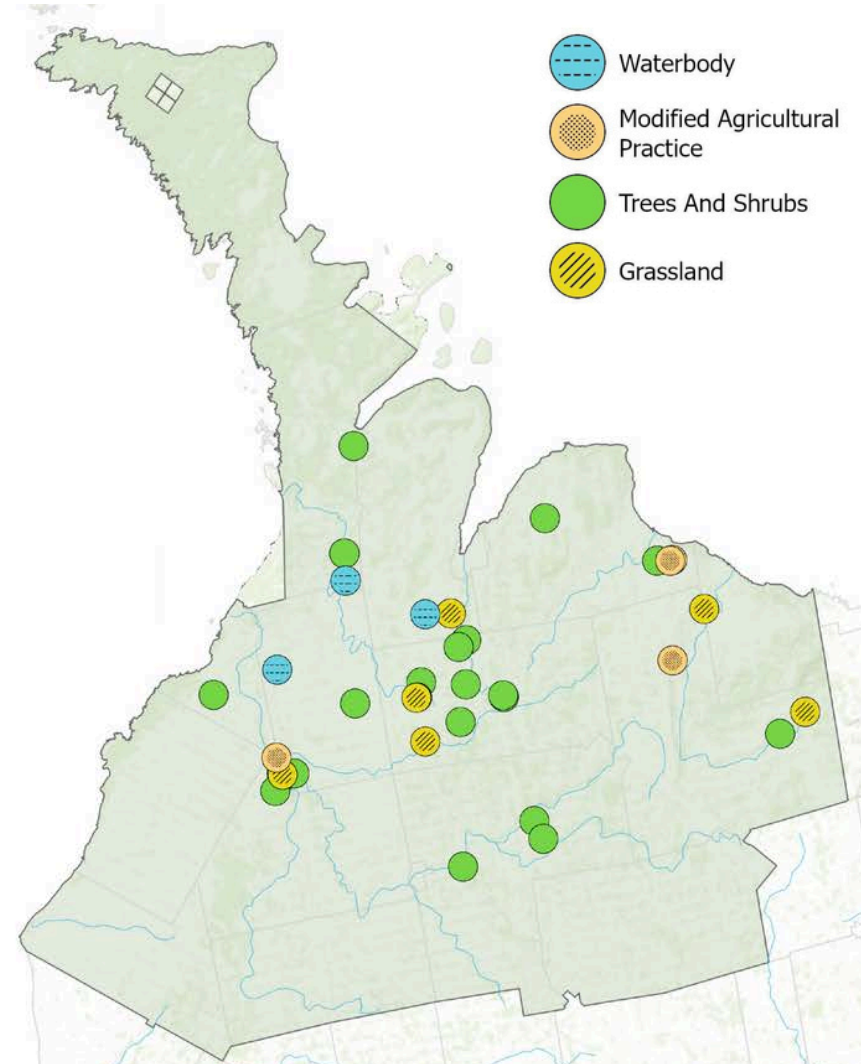 Waterbody
Modified Agricultural
Practice
Trees And Shrubs
Grassland